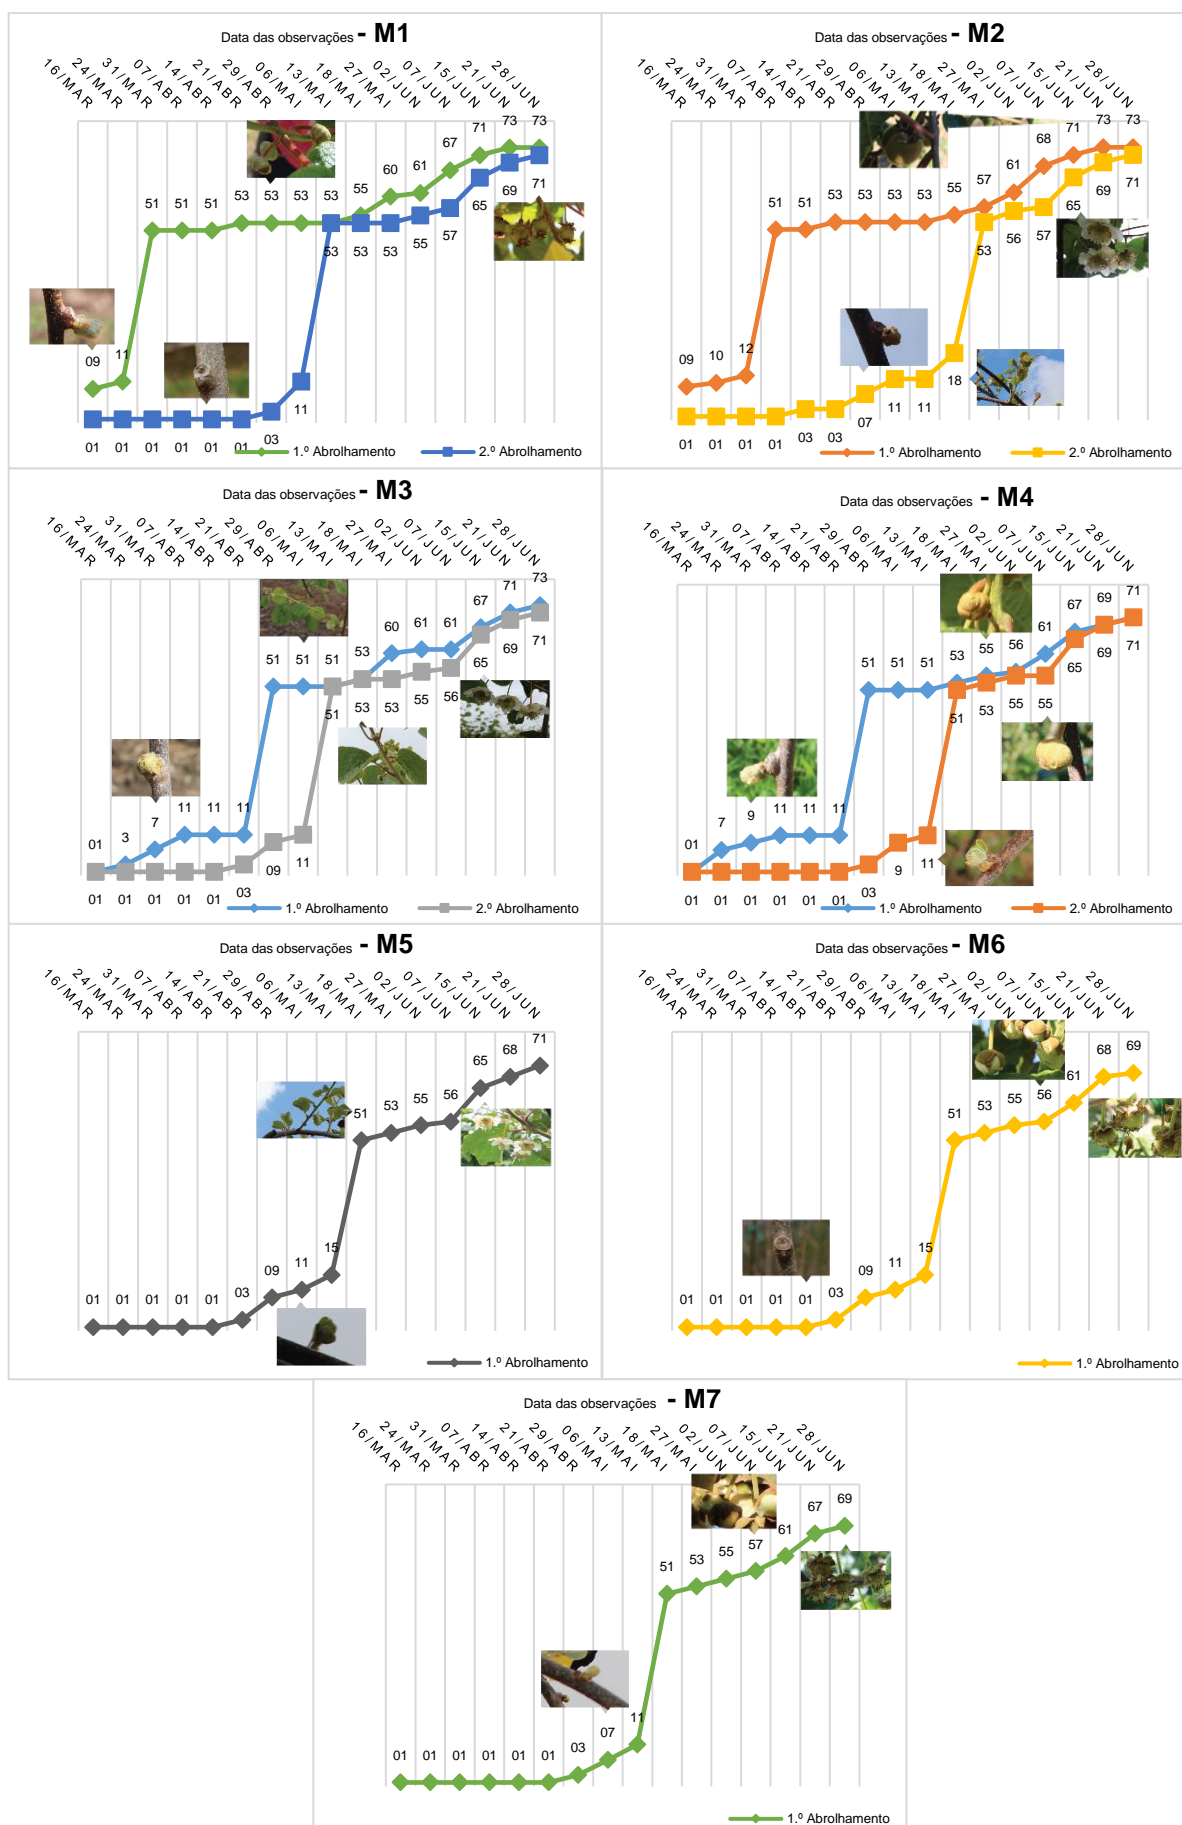 Data das observações - M1
16/MAR 24/MAR 31/MAR 07/ABR 14/ABR 21/ABR 29/ABR 06/MAI 13/MAI 18/MAI 27/MAI 02/JUN 07/JUN 15/JUN 21/JUN 28/JUN
09 11 51 51 51 53 53 53 53 55 60 61 67 71 73 73
01 01 01 01 01 01 03 11 53 53 53 55 57 65 69 71
1.º Abrolhamento 2.º Abrolhamento
Data das observações - M2
16/MAR 24/MAR 31/MAR 07/ABR 14/ABR 21/ABR 29/ABR 06/MAI 13/MAI 18/MAI 27/MAI 02/JUN 07/JUN 15/JUN 21/JUN 28/JUN
09 10 12 51 51 53 53 53 53 55 57 61 68 71 73 73
01 01 01 01 03 03 07 11 11 18 53 56 57 65 69 71
1.º Abrolhamento 2.º Abrolhamento
Data das observações - M3
16/MAR 24/MAR 31/MAR 07/ABR 14/ABR 21/ABR 29/ABR 06/MAI 13/MAI 18/MAI 27/MAI 02/JUN 07/JUN 15/JUN 21/JUN 28/JUN
01 3 7 11 11 11 51 51 51 53 60 61 61 67 71 73
01 01 01 01 01 03 09 11 51 53 53 55 56 65 69 71
1.º Abrolhamento 2.º Abrolhamento
Data das observações - M4
16/MAR 24/MAR 31/MAR 07/ABR 14/ABR 21/ABR 29/ABR 06/MAI 13/MAI 18/MAI 27/MAI 02/JUN 07/JUN 15/JUN 21/JUN 28/JUN
01 7 9 11 11 11 51 51 51 53 55 56 61 67 69 71
01 01 01 01 01 01 03 9 11 51 53 55 55 65 69 71
1.º Abrolhamento 2.º Abrolhamento
Data das observações - M5
16/MAR 24/MAR 31/MAR 07/ABR 14/ABR 21/ABR 29/ABR 06/MAI 13/MAI 18/MAI 27/MAI 02/JUN 07/JUN 15/JUN 21/JUN 28/JUN
01 01 01 01 01 03 09 11 15 51 53 55 56 65 68 71
1.º Abrolhamento
Data das observações - M6
16/MAR 24/MAR 31/MAR 07/ABR 14/ABR 21/ABR 29/ABR 06/MAI 13/MAI 18/MAI 27/MAI 02/JUN 07/JUN 15/JUN 21/JUN 28/JUN
01 01 01 01 01 03 09 11 15 51 53 55 56 61 68 69
1.º Abrolhamento
Data das observações - M7
16/MAR 24/MAR 31/MAR 07/ABR 14/ABR 21/ABR 29/ABR 06/MAI 13/MAI 18/MAI 27/MAI 02/JUN 07/JUN 15/JUN 21/JUN 28/JUN
01 01 01 01 01 01 03 07 11 51 53 55 57 61 67 69
1.º Abrolhamento